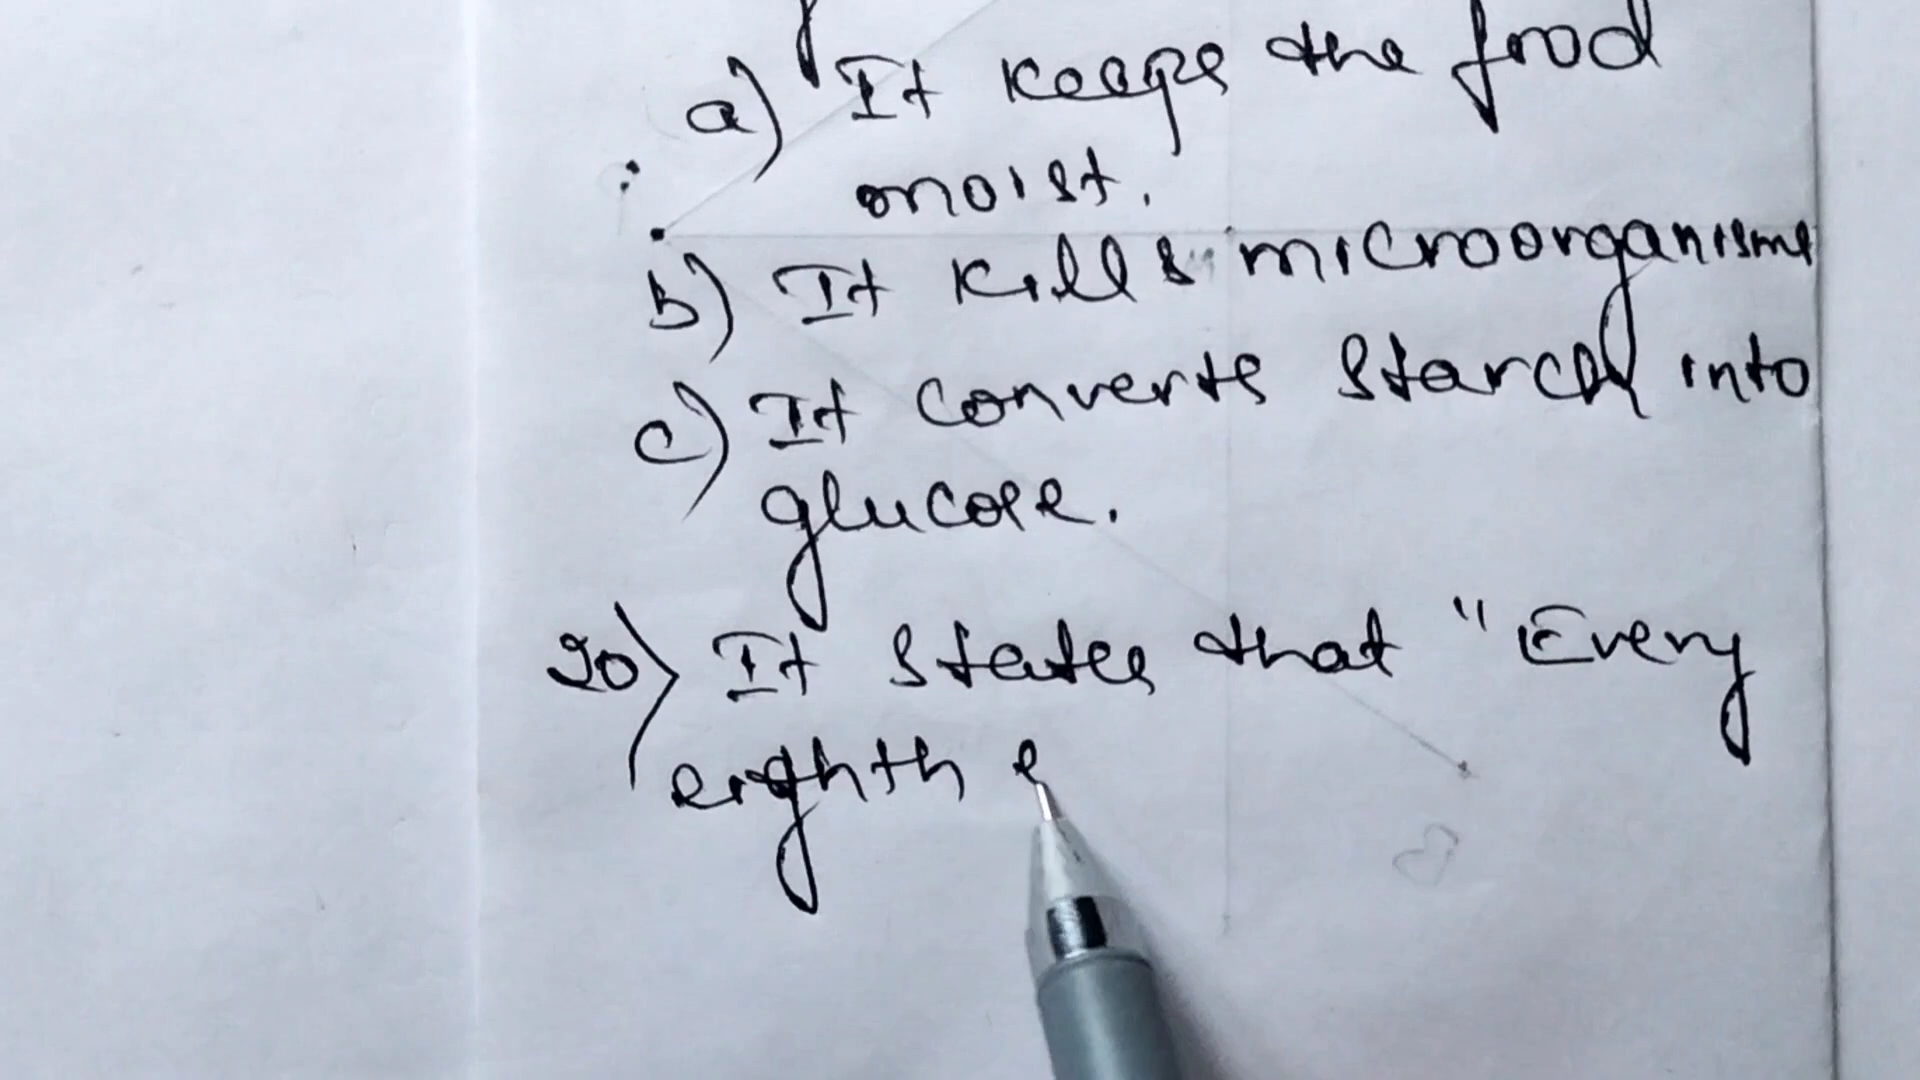 a) It keeps the food
moist.
b) It kills microorganisms
c) It converts starch into
glucose.
20) It states that "Every
eighth e